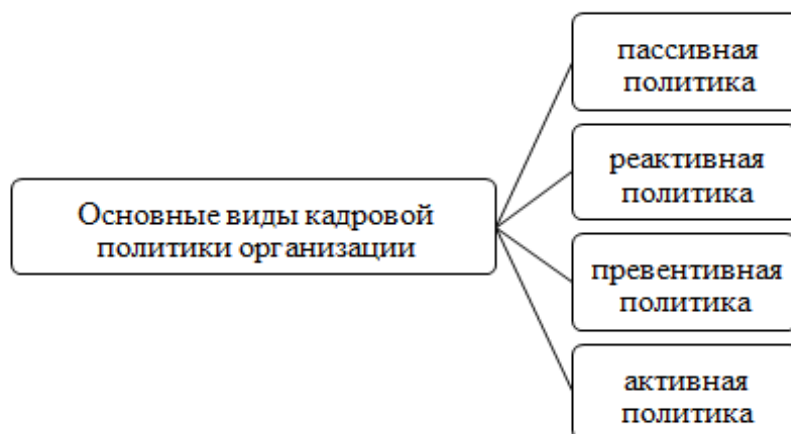 Основные виды кадровой
политики организации
пассивная
политика
реактивная
политика
превентивная
политика
активная
политика